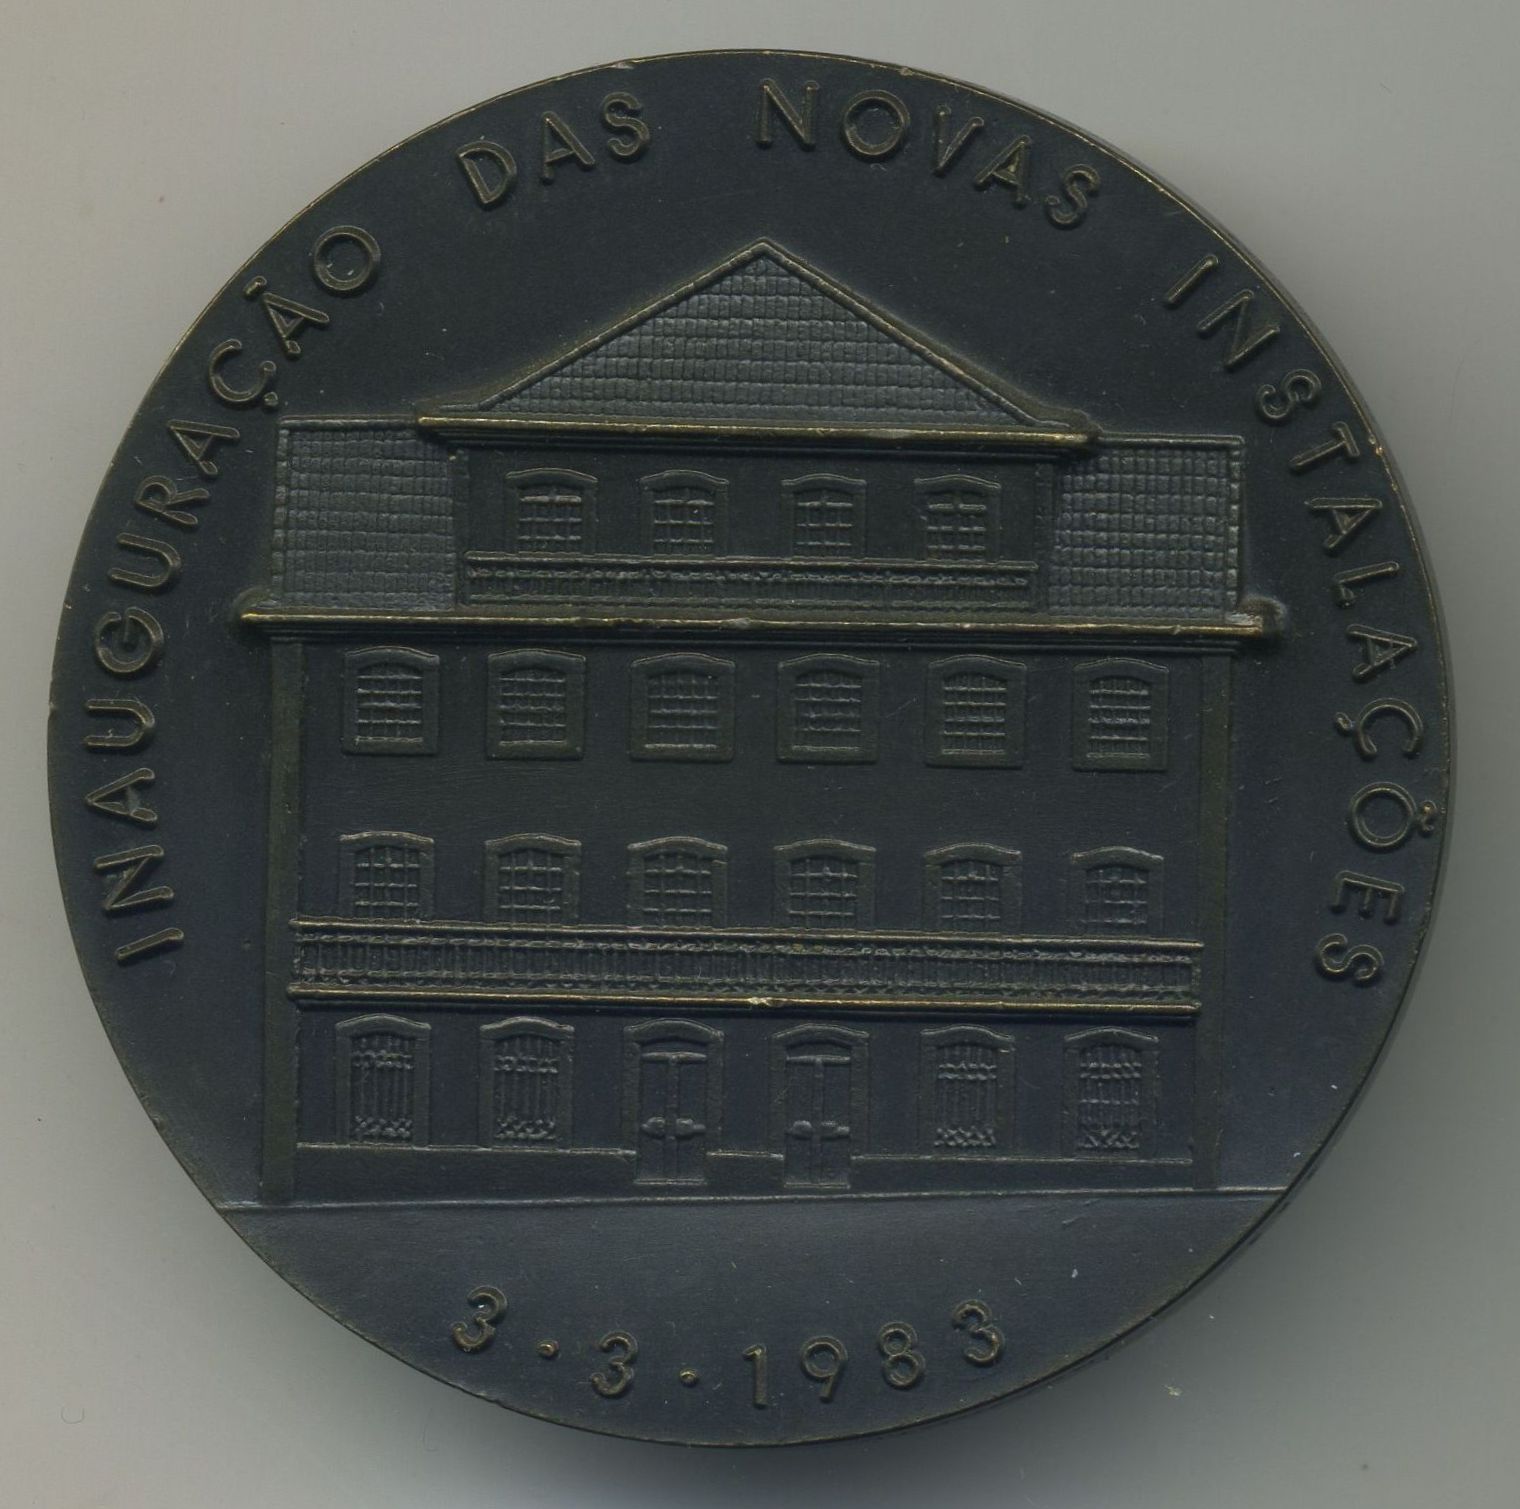 INAUGURAÇÃO DAS NOVAS INSTALAÇÕES
3·3·1983